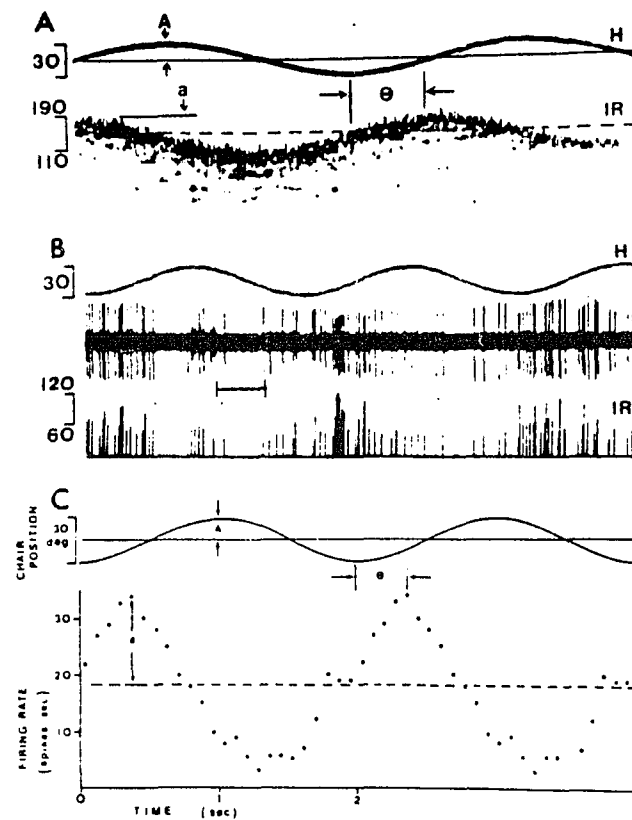 A
A
H
30
190
a
Θ
IR
110
B
H
30
120
IR
60
C
CHAIR POSITION
30
deg
A
Θ
FIRING RATE
(spikes sec)
30
20
10
a
0
1
2
TIME (sec)